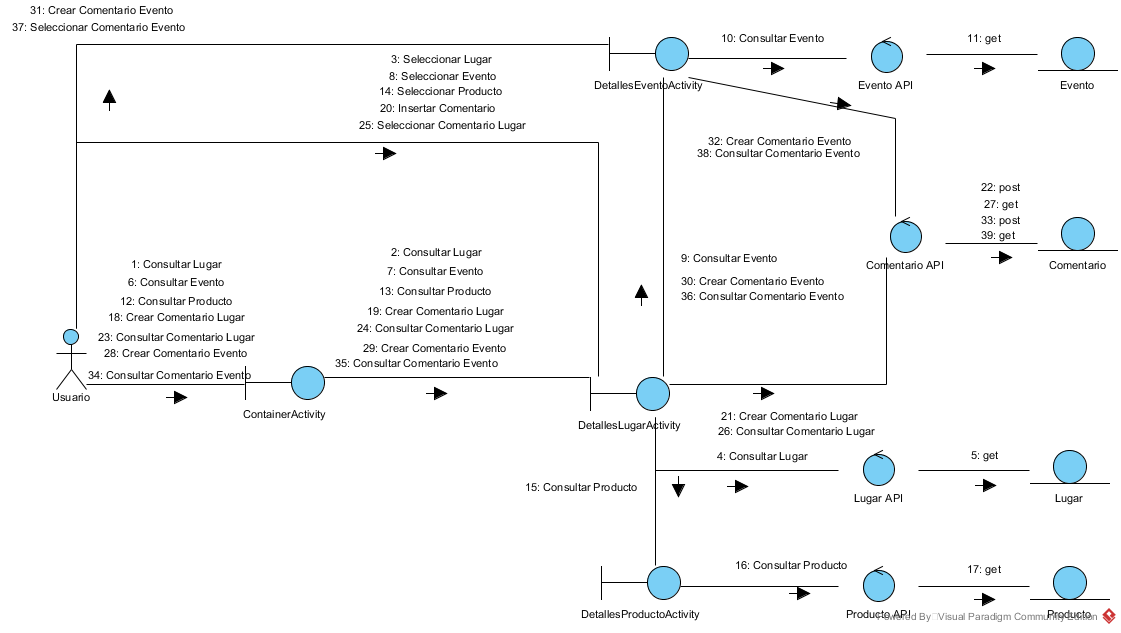 31: Crear Comentario Evento
37: Seleccionar Comentario Evento
3: Seleccionar Lugar
8: Seleccionar Evento
14: Seleccionar Producto
20: Insertar Comentario
25: Seleccionar Comentario Lugar
10: Consultar Evento
11: get
DetallesEventoActivity
Evento API
Evento
32: Crear Comentario Evento
38: Consultar Comentario Evento
22: post
27: get
33: post
39: get
Comentario API
Comentario
1: Consultar Lugar
6: Consultar Evento
12: Consultar Producto
18: Crear Comentario Lugar
23: Consultar Comentario Lugar
28: Crear Comentario Evento
34: Consultar Comentario Evento
Usuario
ContainerActivity
2: Consultar Lugar
7: Consultar Evento
13: Consultar Producto
19: Crear Comentario Lugar
24: Consultar Comentario Lugar
29: Crear Comentario Evento
35: Consultar Comentario Evento
9: Consultar Evento
30: Crear Comentario Evento
36: Consultar Comentario Evento
DetallesLugarActivity
21: Crear Comentario Lugar
26: Consultar Comentario Lugar
4: Consultar Lugar
5: get
15: Consultar Producto
Lugar API
Lugar
16: Consultar Producto
17: get
DetallesProductoActivity
Producto API
Producto
Powered By Visual Paradigm Community Edition